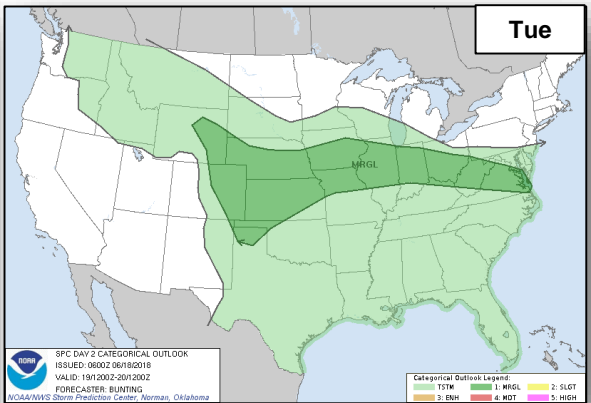 Tue
MRGL
SPC DAY 2 CATEGORICAL OUTLOOK
ISSUED: 0600Z 06/18/2018
VALID: 19/1200Z-20/1200Z
FORECASTER: BUNTING
NOAA/NWS Storm Prediction Center, Norman, Oklahoma
NOAA
Categorical Outlook Legend:
TSTM 1: MRGL 2: SLGT
3: ENH 4: MDT 5: HIGH